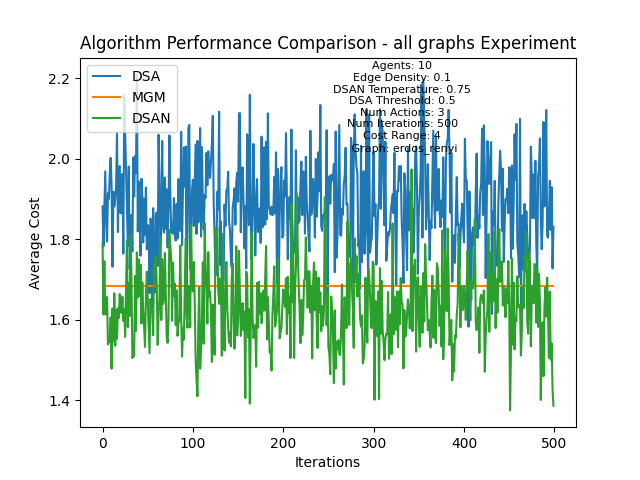 Algorithm Performance Comparison - all graphs Experiment
DSA
MGM
DSAN
Agents: 10
Edge Density: 0.1
DSAN Temperature: 0.75
DSA Threshold: 0.5
Num Actions: 3
Num Iterations: 500
Cost Range: 4
Graph: erdos_renyi
Average Cost
2.2
2.0
1.8
1.6
1.4
0
100
200
300
400
500
Iterations